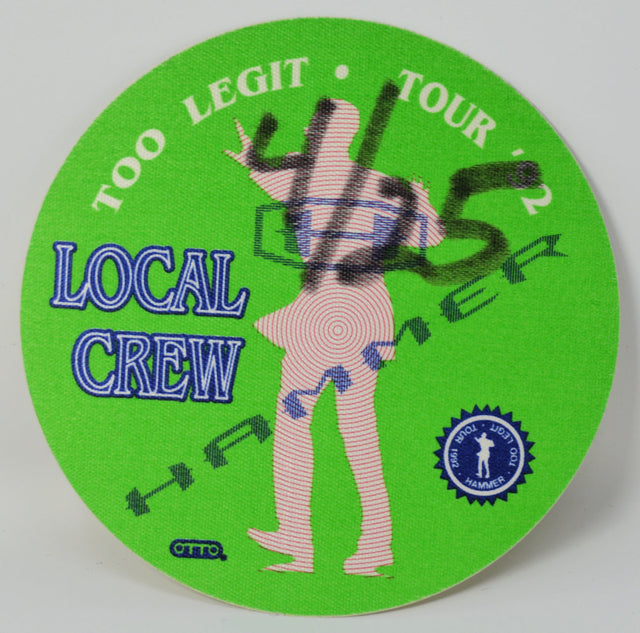 TOO LEGIT • TOUR '92
4/25
LOCAL
CREW
HAMMER
TOO LEGIT • TOUR 1992 • HAMMER •
OTTO